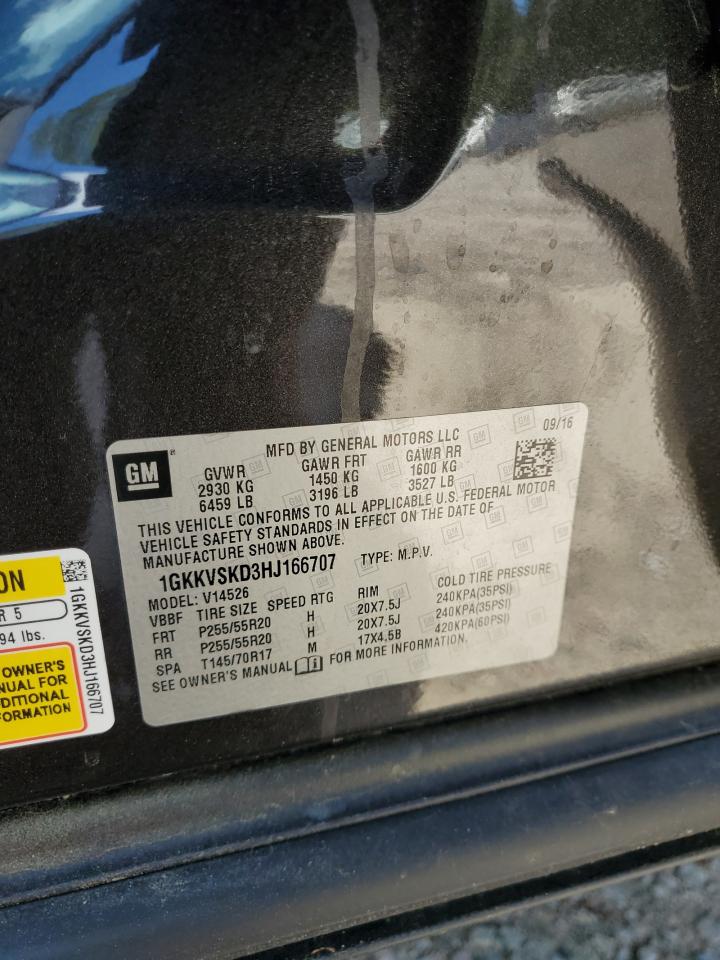 09/16
MFD BY GENERAL MOTORS LLC
GM
GVWR GAWR FRT GAWR RR
2930 KG 1450 KG 1600 KG
6459 LB 3196 LB 3527 LB
THIS VEHICLE CONFORMS TO ALL APPLICABLE U.S. FEDERAL MOTOR
VEHICLE SAFETY STANDARDS IN EFFECT ON THE DATE OF
MANUFACTURE SHOWN ABOVE.
1GKKVSKD3HJ166707 TYPE: M.P.V.
MODEL: V14526
VBBF TIRE SIZE SPEED RTG RIM COLD TIRE PRESSURE
FRT P255/55R20 H 20X7.5J 240KPA(35PSI)
RR P255/55R20 H 20X7.5J 240KPA(35PSI)
SPA T145/70R17 M 17X4.5B 420KPA(60PSI)
SEE OWNER'S MANUAL FOR MORE INFORMATION.
ON
R 5
94 lbs.
OWNER'S
NUAL FOR
DITIONAL
FORMATION
1GKKVSKD3HJ166707